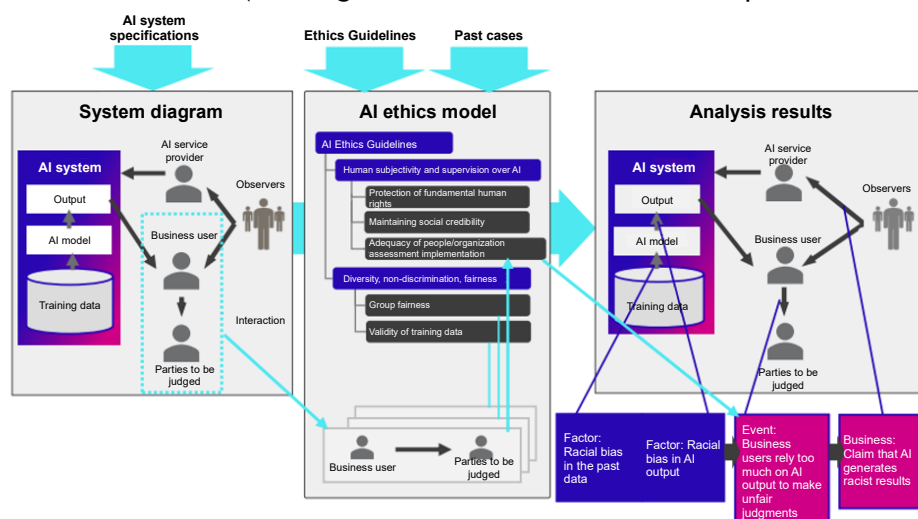 AI system
specifications
Ethics Guidelines
Past cases
System diagram
AI system
Output
AI model
Training data
AI service
provider
Observers
Business user
Interaction
Parties to be
judged
AI ethics model
AI Ethics Guidelines
Human subjectivity and supervision over AI
Protection of fundamental human
rights
Maintaining social credibility
Adequacy of people/organization
assessment implementation
Diversity, non-discrimination, fairness
Group fairness
Validity of training data
Business user
Parties to be
judged
Analysis results
AI system
Output
AI model
Training data
AI service
provider
Observers
Business user
Parties to be
judged
Factor:
Racial bias
in the past
data
Factor: Racial
bias in AI
output
Event:
Business
users rely too
much on AI
output to make
unfair
judgments
Business:
Claim that AI
generates
racist results